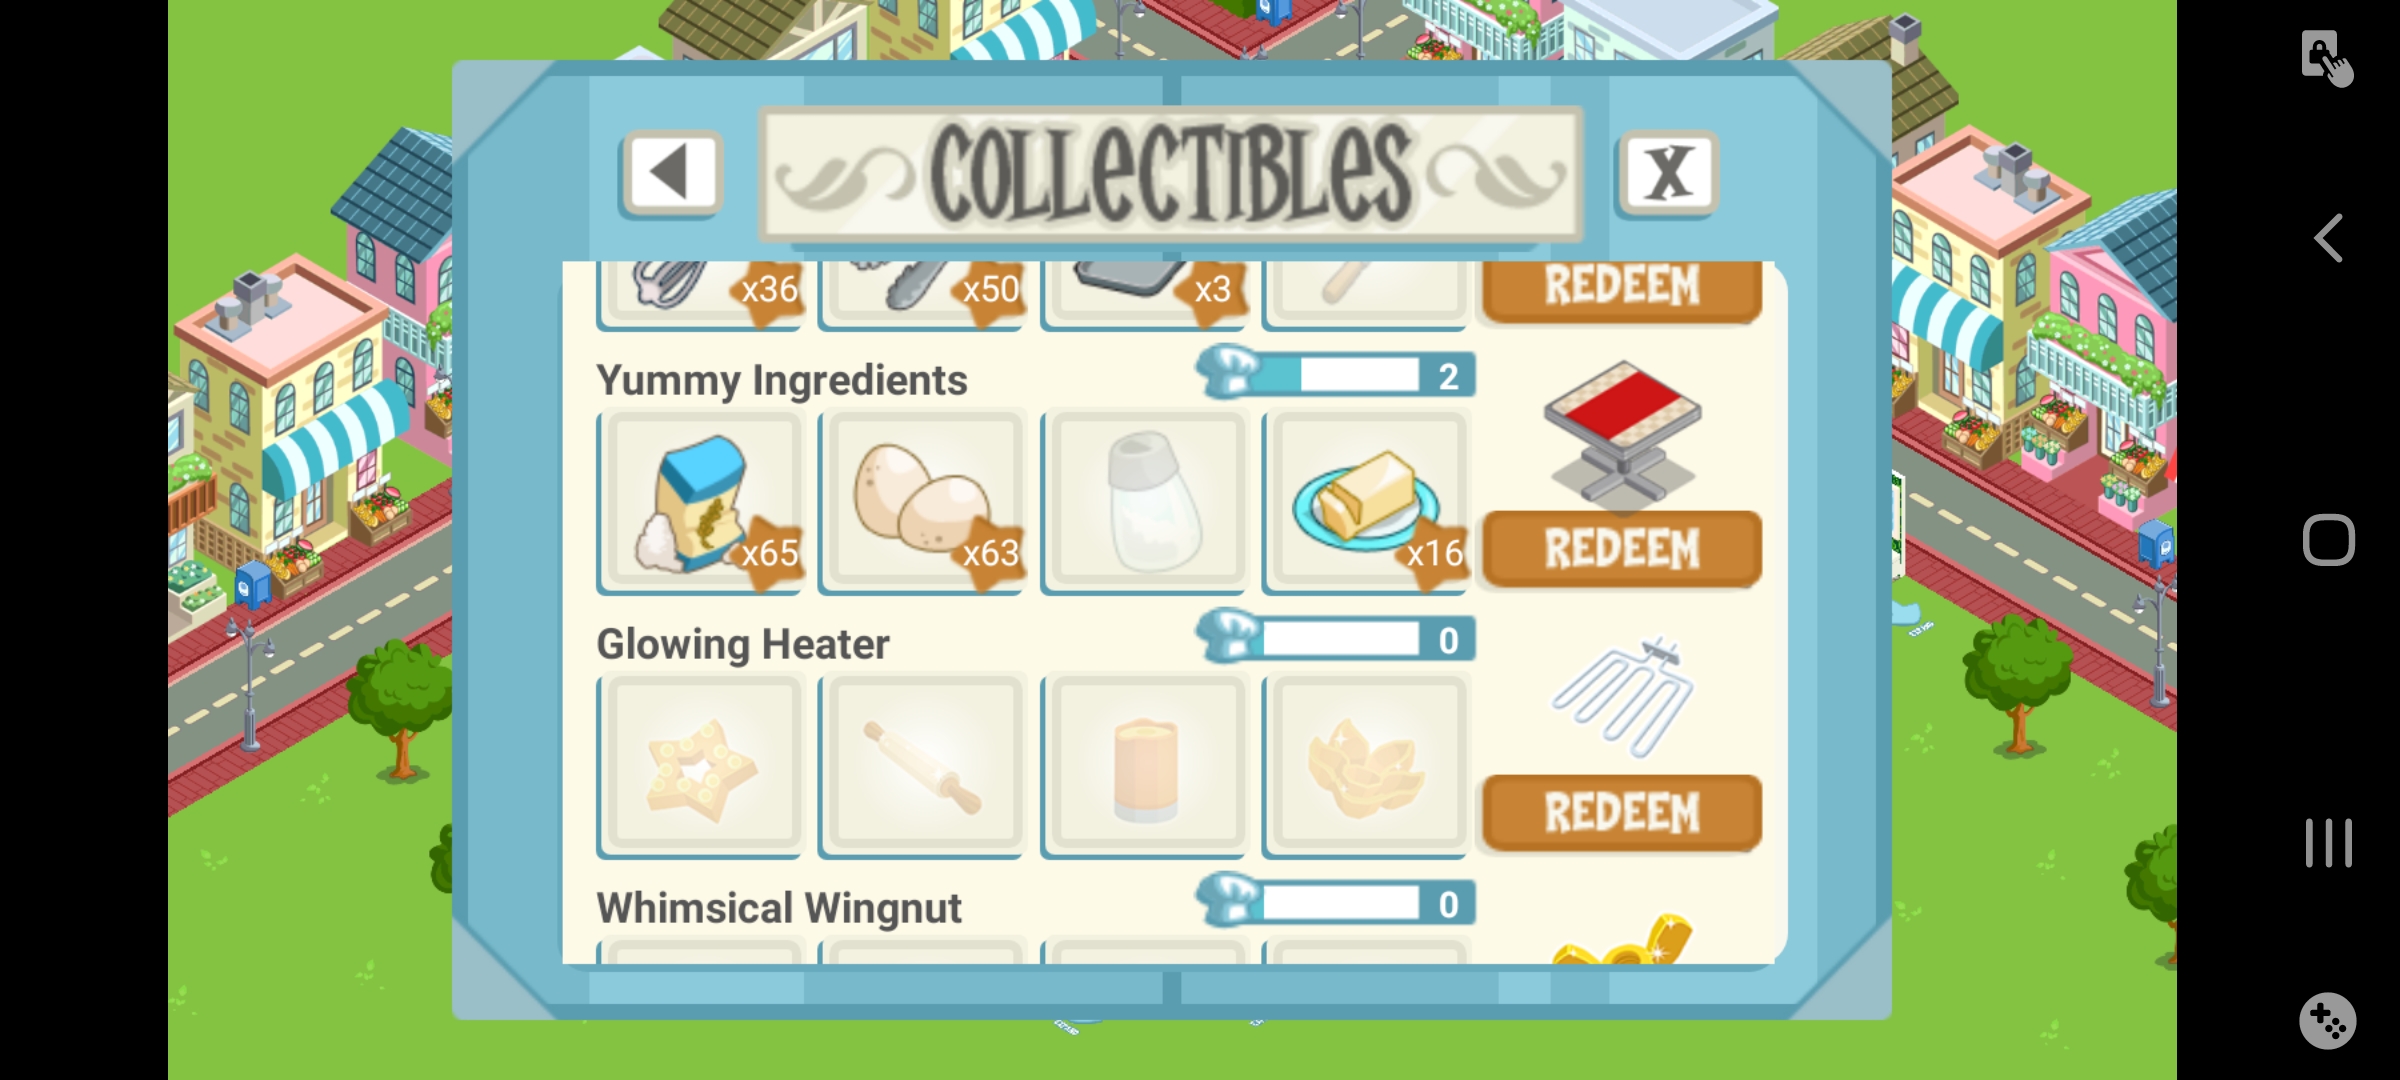 COLLECTIBLES
X
x36 x50 x3 REDEEM
Yummy Ingredients 2
x65 x63 x16 REDEEM
Glowing Heater 0
REDEEM
Whimsical Wingnut 0